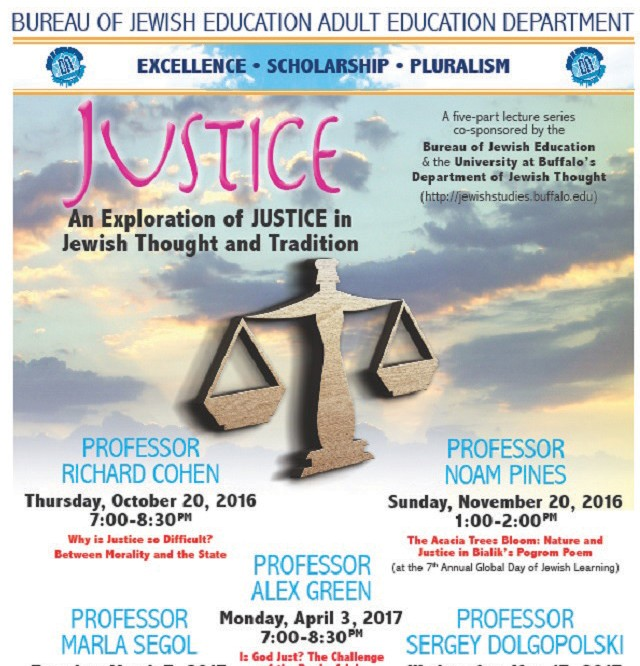 BUREAU OF JEWISH EDUCATION ADULT EDUCATION DEPARTMENT
EXCELLENCE • SCHOLARSHIP • PLURALISM
JUSTICE
An Exploration of JUSTICE in
Jewish Thought and Tradition
A five-part lecture series
co-sponsored by the
Bureau of Jewish Education
& the University at Buffalo's
Department of Jewish Thought
(http://jewishstudies.buffalo.edu)
PROFESSOR
RICHARD COHEN
Thursday, October 20, 2016
7:00-8:30PM
Why is Justice so Difficult?
Between Morality and the State
PROFESSOR
NOAM PINES
Sunday, November 20, 2016
1:00-2:00PM
The Acacia Trees Bloom: Nature and
Justice in Bialik's Pogrom Poem
(at the 7th Annual Global Day of Jewish Learning)
PROFESSOR
ALEX GREEN
Monday, April 3, 2017
7:00-8:30PM
Is God Just? The Challenge
PROFESSOR
MARLA SEGOL
PROFESSOR
SERGEY DOLGOPOLSKI